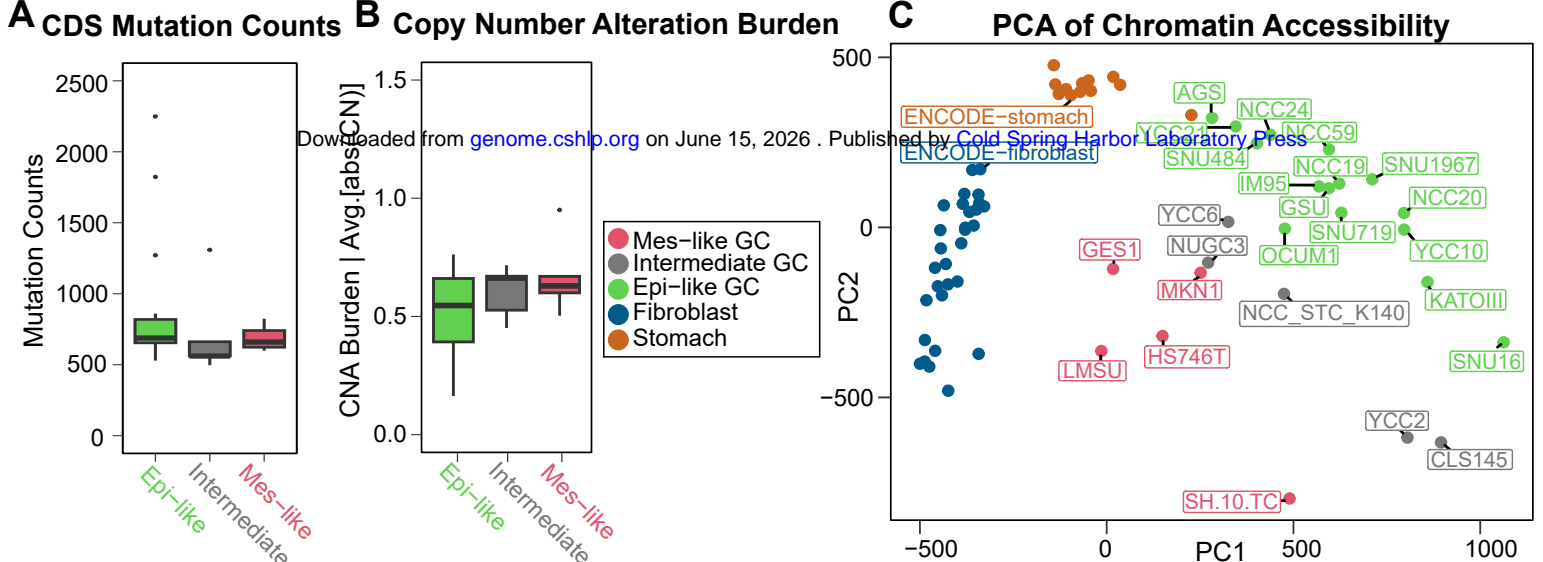 A CDS Mutation Counts
Mutation Counts
2500
2000
1500
1000
500
0
Epi−like
Intermediate
Mes−like
B Copy Number Alteration Burden
CNA Burden | Avg.[abs(CN)]
1.5
1.0
0.5
0.0
Epi−like
Intermediate
Mes−like
Mes−like GC
Intermediate GC
Epi−like GC
Fibroblast
Stomach
Downloaded from genome.cshlp.org on June 15, 2026 . Published by Cold Spring Harbor Laboratory Press
C PCA of Chromatin Accessibility
PC2
500
0
−500
ENCODE−stomach
ENCODE−fibroblast
AGS
NCC24
YCC21
NCC59
SNU484
NCC19
SNU1967
IM95
GSU
NCC20
YCC6
SNU719
NUGC3
OCUM1
YCC10
GES1
MKN1
KATOIII
NCC_STC_K140
HS746T
LMSU
SNU16
YCC2
CLS145
SH.10.TC
−500
0
500
1000
PC1